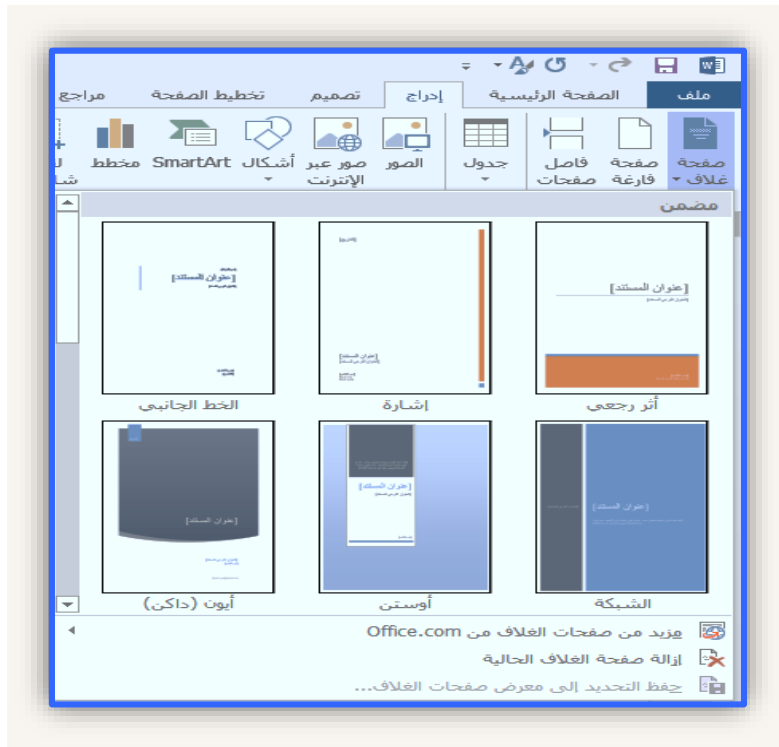 ملف الصفحة الرئيسية إدراج تصميم تخطيط الصفحة مراجع
صفحة غلاف
صفحة فارغة
فاصل صفحات
جدول
الصور
صور عبر الإنترنت
أشكال
SmartArt
مخطط
مضمن
[عنوان المستند]
[عنوان المستند]
[عنوان المستند]
أثر رجعي إشارة الخط الجانبي
[عنوان المستند]
[عنوان المستند]
[عنوان المستند]
الشبكة أوستن أيون (داكن)
مزيد من صفحات الغلاف من Office.com
إزالة صفحة الغلاف الحالية
حفظ التحديد إلى معرض صفحات الغلاف...